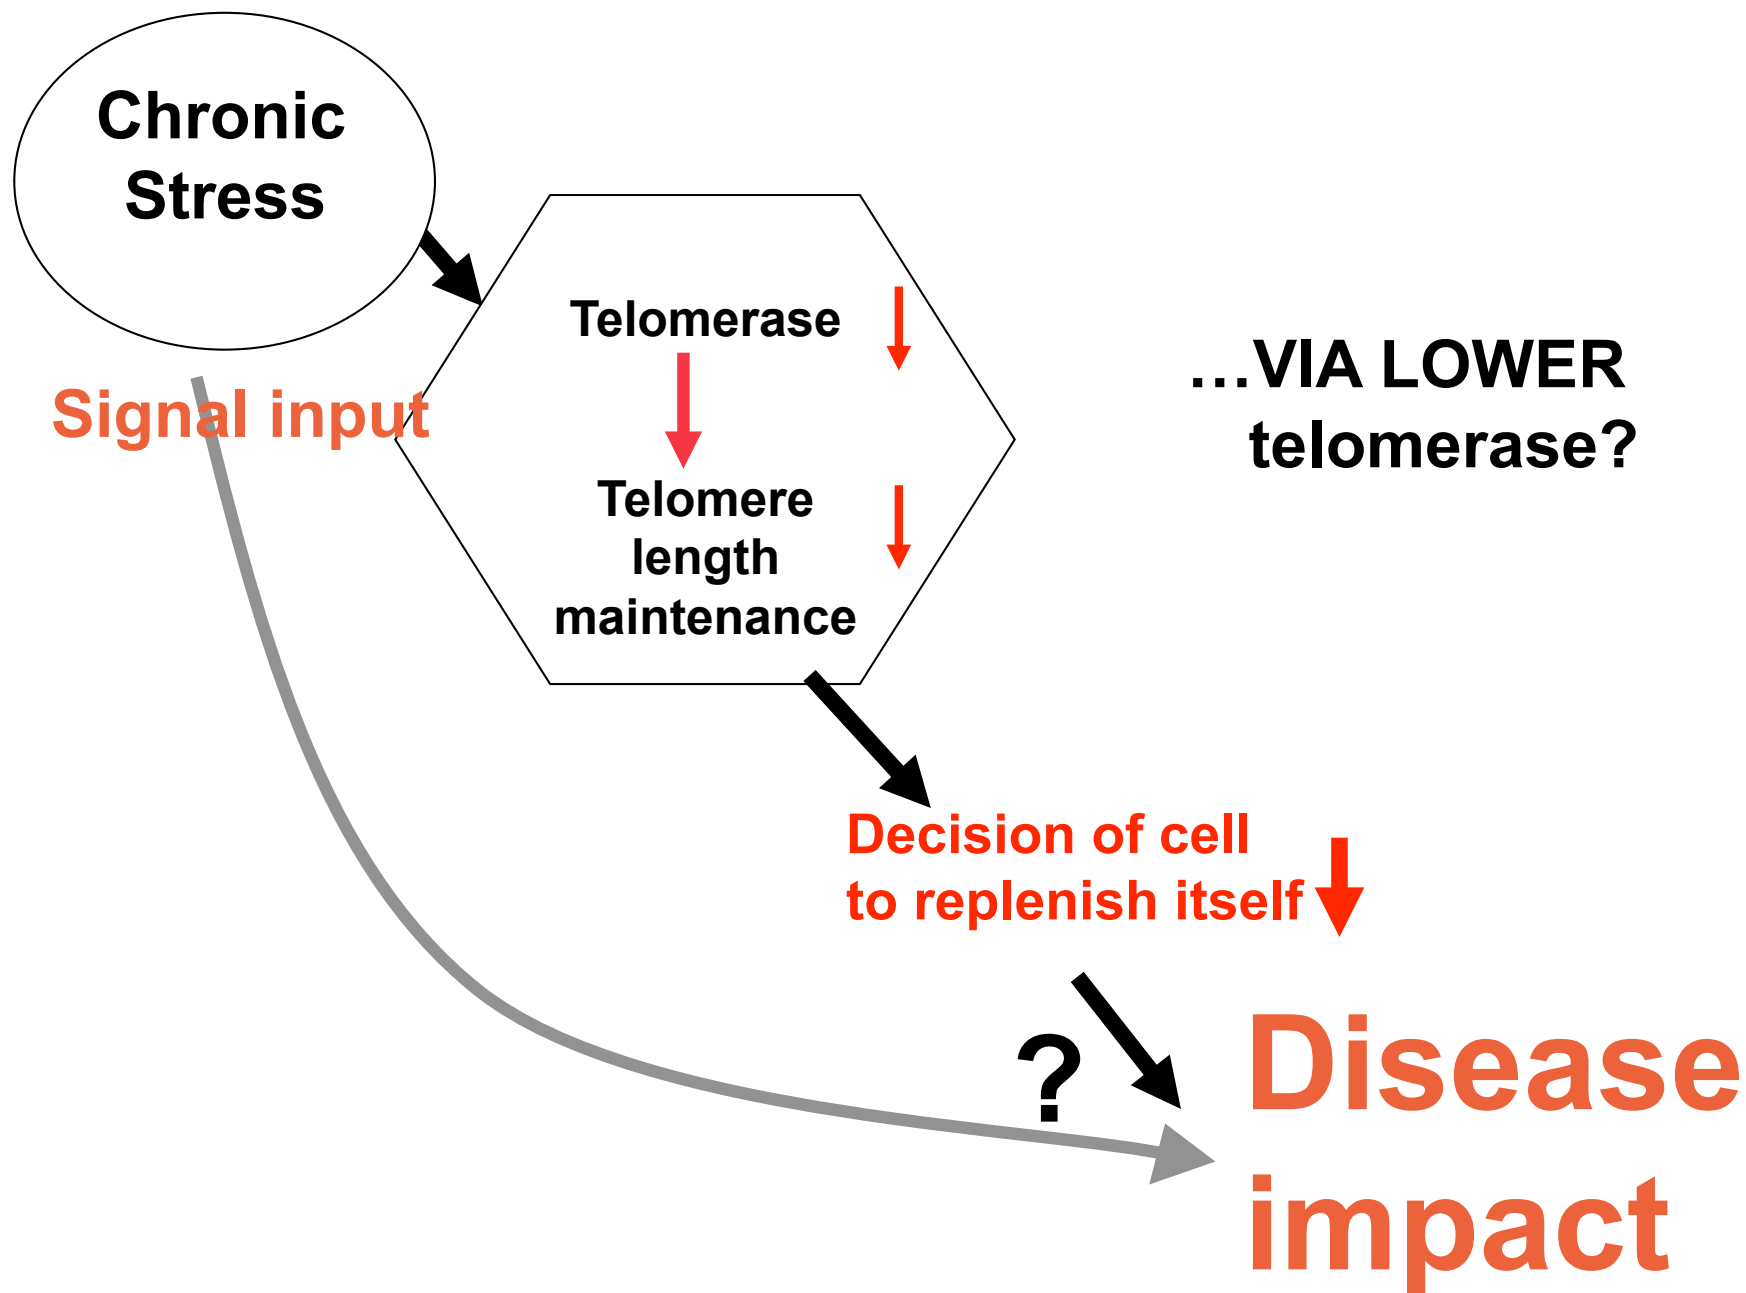 Chronic
Stress
Signal input
Telomerase
Telomere
length
maintenance
…VIA LOWER
telomerase?
Decision of cell
to replenish itself
?
Disease
impact